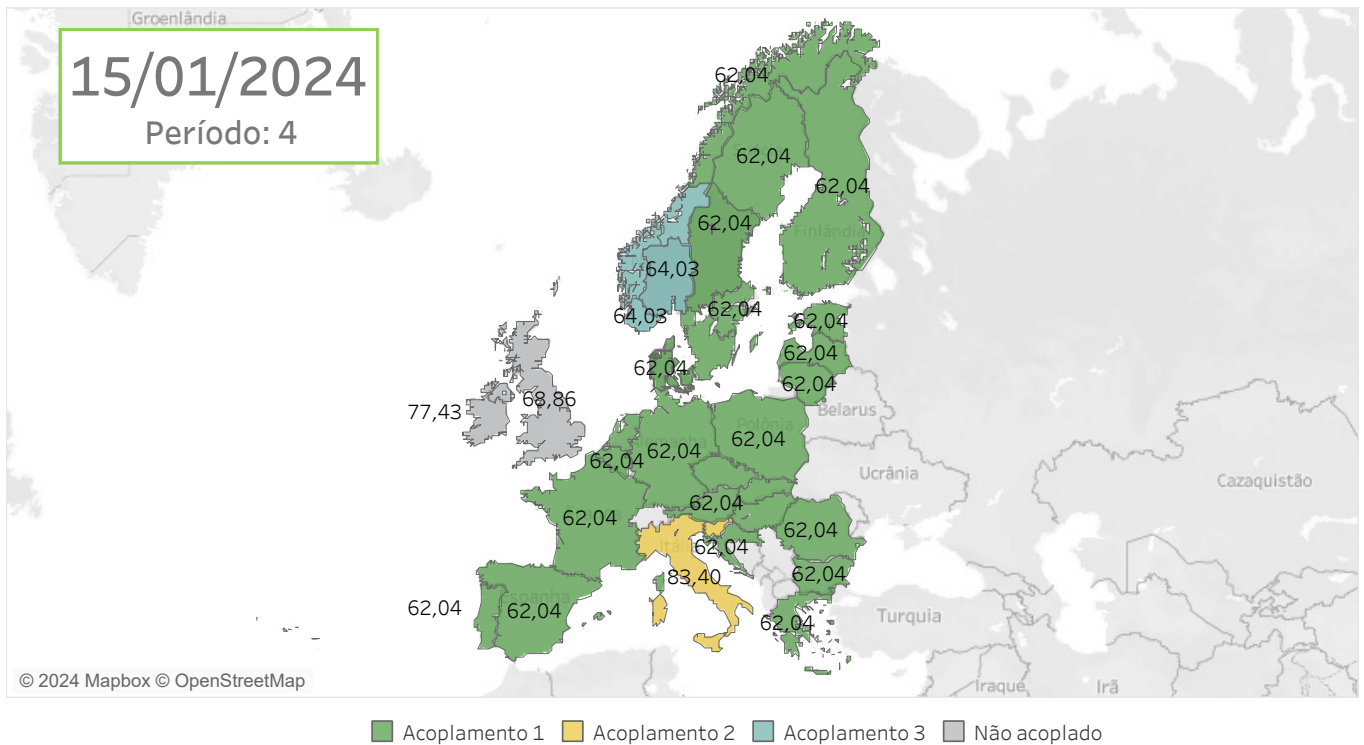 Groenlândia
15/01/2024
Período: 4
62,04
62,04
62,04
Finlândia
62,04
64,03
64,03
62,04
62,04
62,04
62,04
62,04
77,43
68,86
Belarus
Polônia
62,04
62,04
62,04
Ucrânia
Cazaquistão
62,04
62,04
62,04
62,04
83,40
62,04
Espanha
62,04
62,04
62,04
Turquia
Iraque
Irã
© 2024 Mapbox © OpenStreetMap
Acoplamento 1
Acoplamento 2
Acoplamento 3
Não acoplado